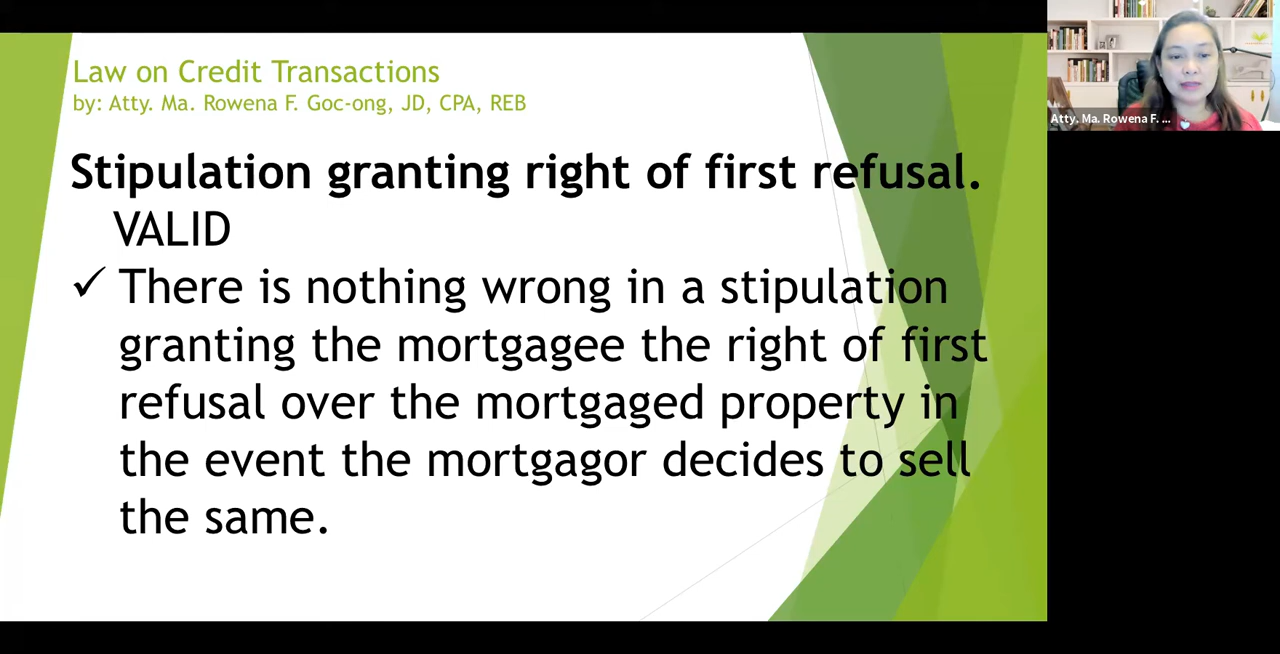 Law on Credit Transactions
by: Atty. Ma. Rowena F. Goc-ong, JD, CPA, REB
Stipulation granting right of first refusal.
VALID
✓ There is nothing wrong in a stipulation
granting the mortgagee the right of first
refusal over the mortgaged property in
the event the mortgagor decides to sell
the same.
Atty. Ma. Rowena F. ...